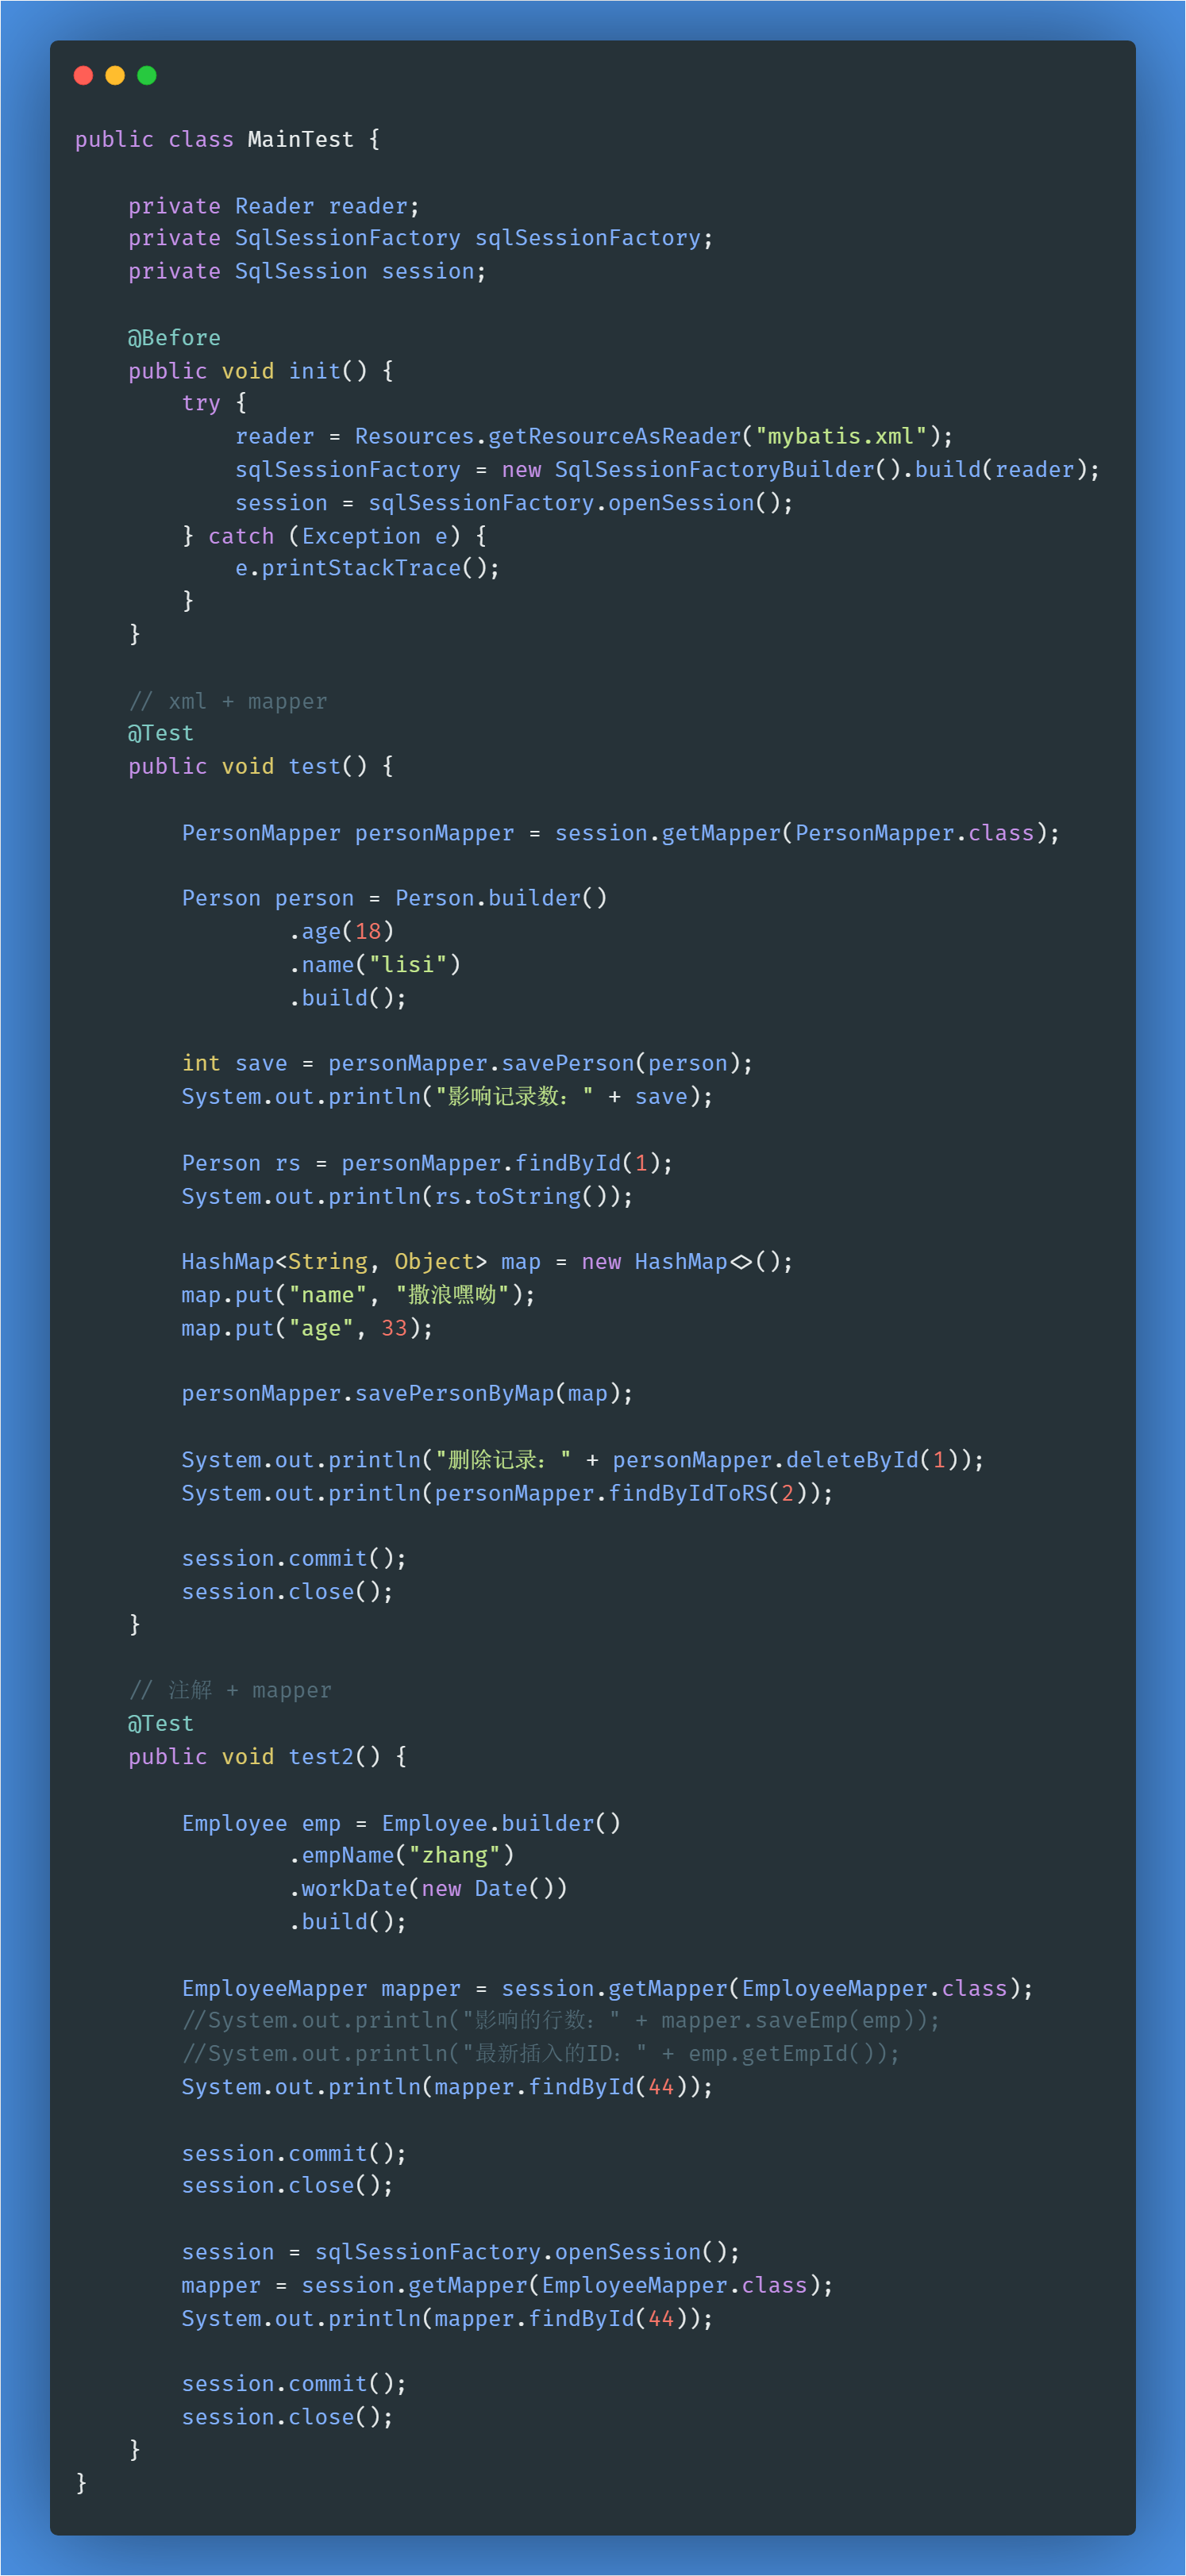 public class MainTest {
    private Reader reader;
    private SqlSessionFactory sqlSessionFactory;
    private SqlSession session;
    @Before
    public void init() {
        try {
            reader = Resources.getResourceAsReader("mybatis.xml");
            sqlSessionFactory = new SqlSessionFactoryBuilder().build(reader);
            session = sqlSessionFactory.openSession();
        } catch (Exception e) {
            e.printStackTrace();
        }
    }
    // xml + mapper
    @Test
    public void test() {
        PersonMapper personMapper = session.getMapper(PersonMapper.class);
        Person person = Person.builder()
                .age(18)
                .name("lisi")
                .build();
        int save = personMapper.savePerson(person);
        System.out.println("影响记录数：" + save);
        Person rs = personMapper.findById(1);
        System.out.println(rs.toString());
        HashMap<String, Object> map = new HashMap<>();
        map.put("name", "撒浪嘿呦");
        map.put("age", 33);
        personMapper.savePersonByMap(map);
        System.out.println("删除记录：" + personMapper.deleteById(1));
        System.out.println(personMapper.findByIdToRS(2));
        session.commit();
        session.close();
    }
    // 注解 + mapper
    @Test
    public void test2() {
        Employee emp = Employee.builder()
                .empName("zhang")
                .workDate(new Date())
                .build();
        EmployeeMapper mapper = session.getMapper(EmployeeMapper.class);
        //System.out.println("影响的行数：" + mapper.saveEmp(emp));
        //System.out.println("最新插入的ID：" + emp.getEmpId());
        System.out.println(mapper.findById(44));
        session.commit();
        session.close();
        session = sqlSessionFactory.openSession();
        mapper = session.getMapper(EmployeeMapper.class);
        System.out.println(mapper.findById(44));
        session.commit();
        session.close();
    }
}